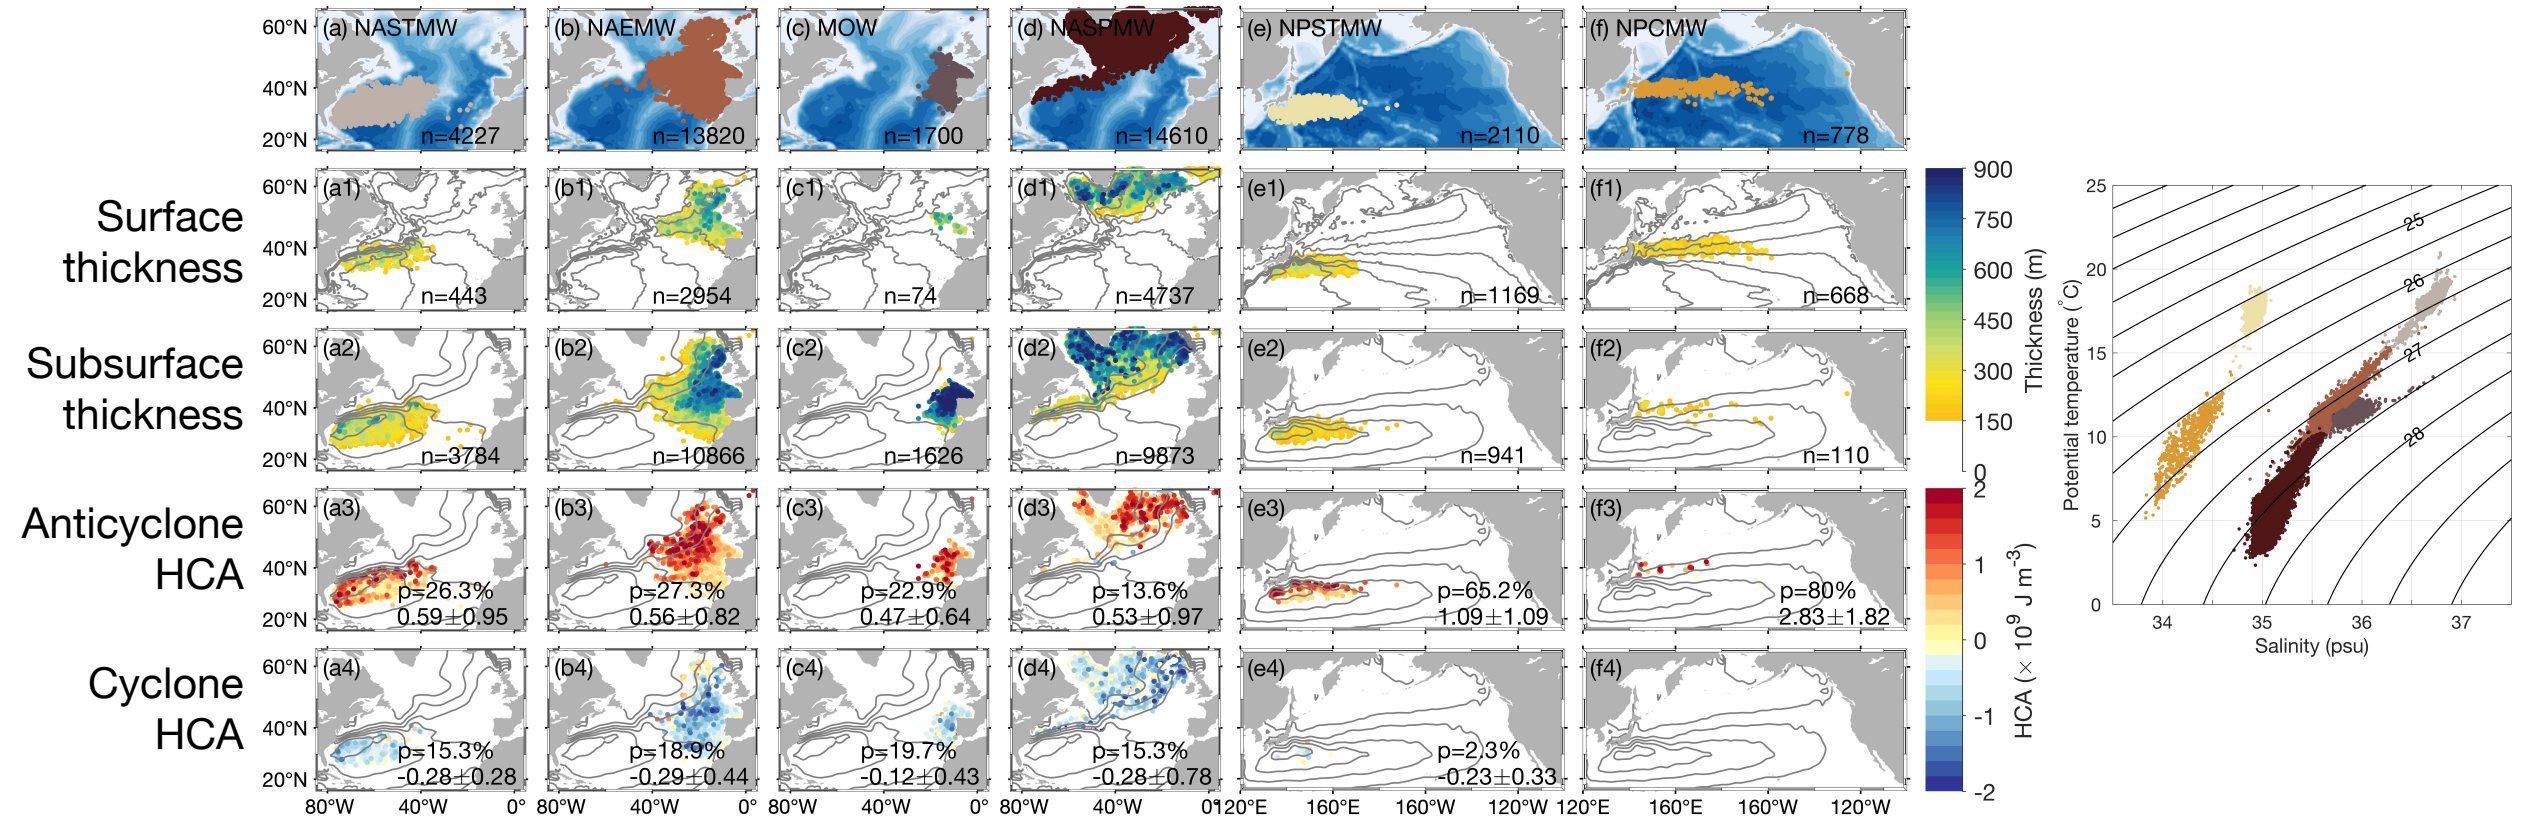 (a) NASTMW
(b) NAEMW
(c) MOW
(d) NASPMW
(e) NPSTMW
(f) NPCMW
60°N
40°N
20°N
n=4227
n=13820
n=1700
n=14610
n=2110
n=778
Surface
thickness
(a1)
(b1)
(c1)
(d1)
(e1)
(f1)
60°N
40°N
20°N
n=443
n=2954
n=74
n=4737
n=1169
n=668
Subsurface
thickness
(a2)
(b2)
(c2)
(d2)
(e2)
(f2)
60°N
40°N
20°N
n=3784
n=10866
n=1626
n=9873
n=941
n=110
Anticyclone
HCA
(a3)
(b3)
(c3)
(d3)
(e3)
(f3)
60°N
40°N
20°N
p=26.3%
0.59±0.95
p=27.3%
0.56±0.82
p=22.9%
0.47±0.64
p=13.6%
0.53±0.97
p=65.2%
1.09±1.09
p=80%
2.83±1.82
Cyclone
HCA
(a4)
(b4)
(c4)
(d4)
(e4)
(f4)
60°N
40°N
20°N
p=15.3%
-0.28±0.28
p=18.9%
-0.29±0.44
p=19.7%
-0.12±0.43
p=15.3%
-0.28±0.78
p=2.3%
-0.23±0.33
80°W 40°W 0°
80°W 40°W 0°
80°W 40°W 0°
80°W 40°W 0°
120°E 160°E 160°W 120°W
120°E 160°E 160°W 120°W
900
750
600
450
300
150
0
Thickness (m)
2
1
0
-1
-2
HCA (× 10⁹ J m⁻³)
25
20
15
10
5
0
Potential temperature (°C)
25
26
27
28
34 35 36 37
Salinity (psu)